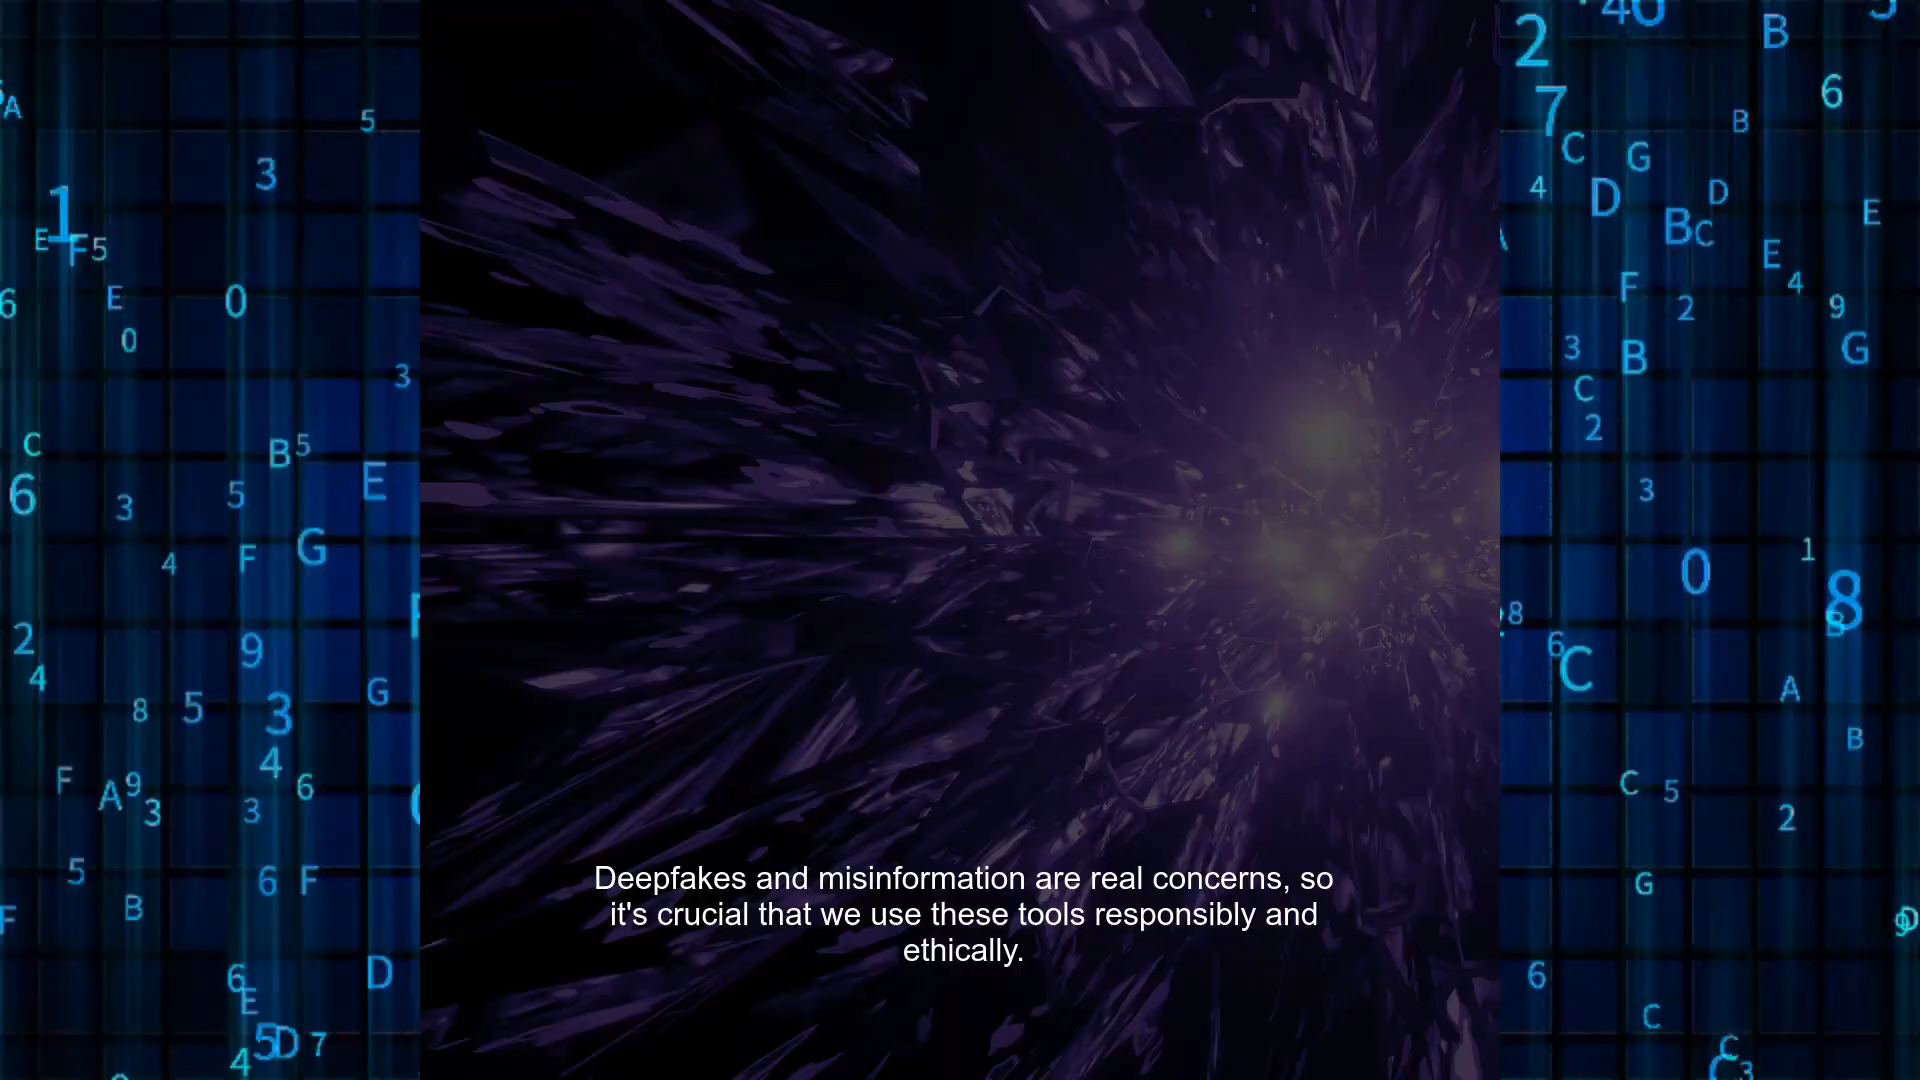 Deepfakes and misinformation are real concerns, so
it's crucial that we use these tools responsibly and
ethically.